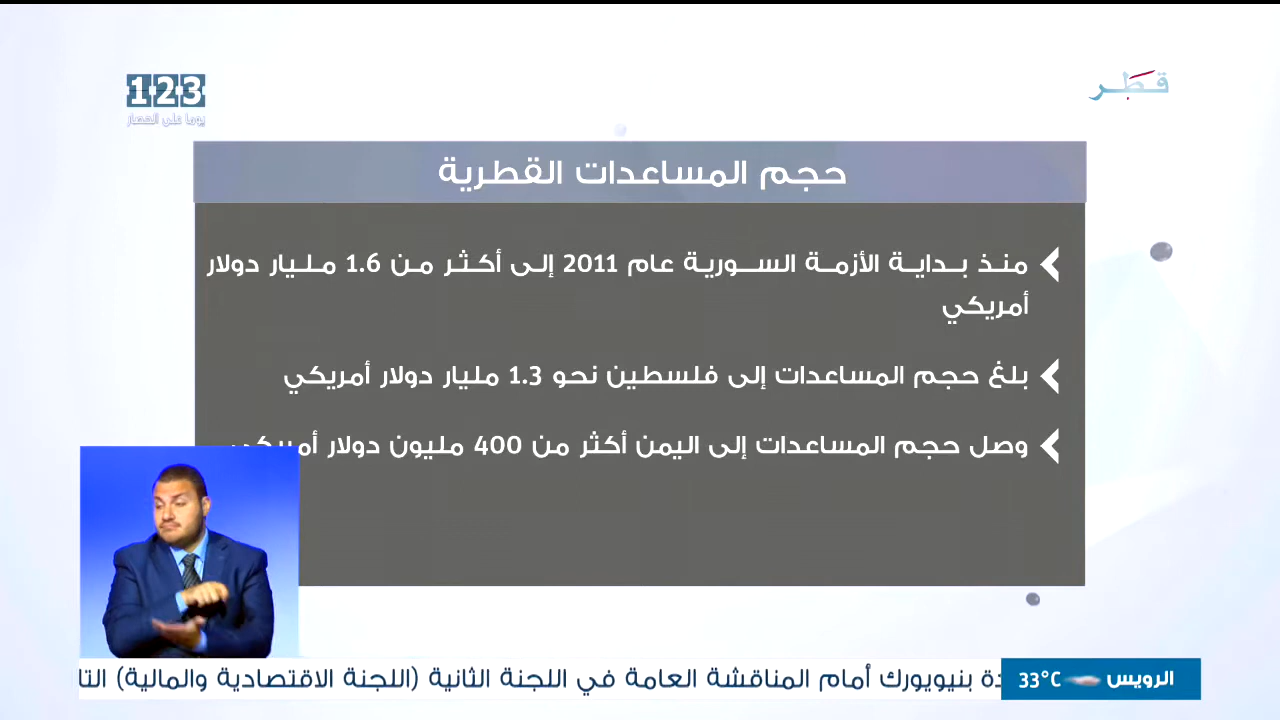 123
يوما على الحصار
قطر
حجم المساعدات القطرية
منذ بداية الأزمة السورية عام 2011 إلى أكثر من 1.6 مليار دولار
أمريكي
بلغ حجم المساعدات إلى فلسطين نحو 1.3 مليار دولار أمريكي
وصل حجم المساعدات إلى اليمن أكثر من 400 مليون دولار أمريكي
الرويس 33°C
بنيويورك أمام المناقشة العامة في اللجنة الثانية (اللجنة الاقتصادية والمالية)